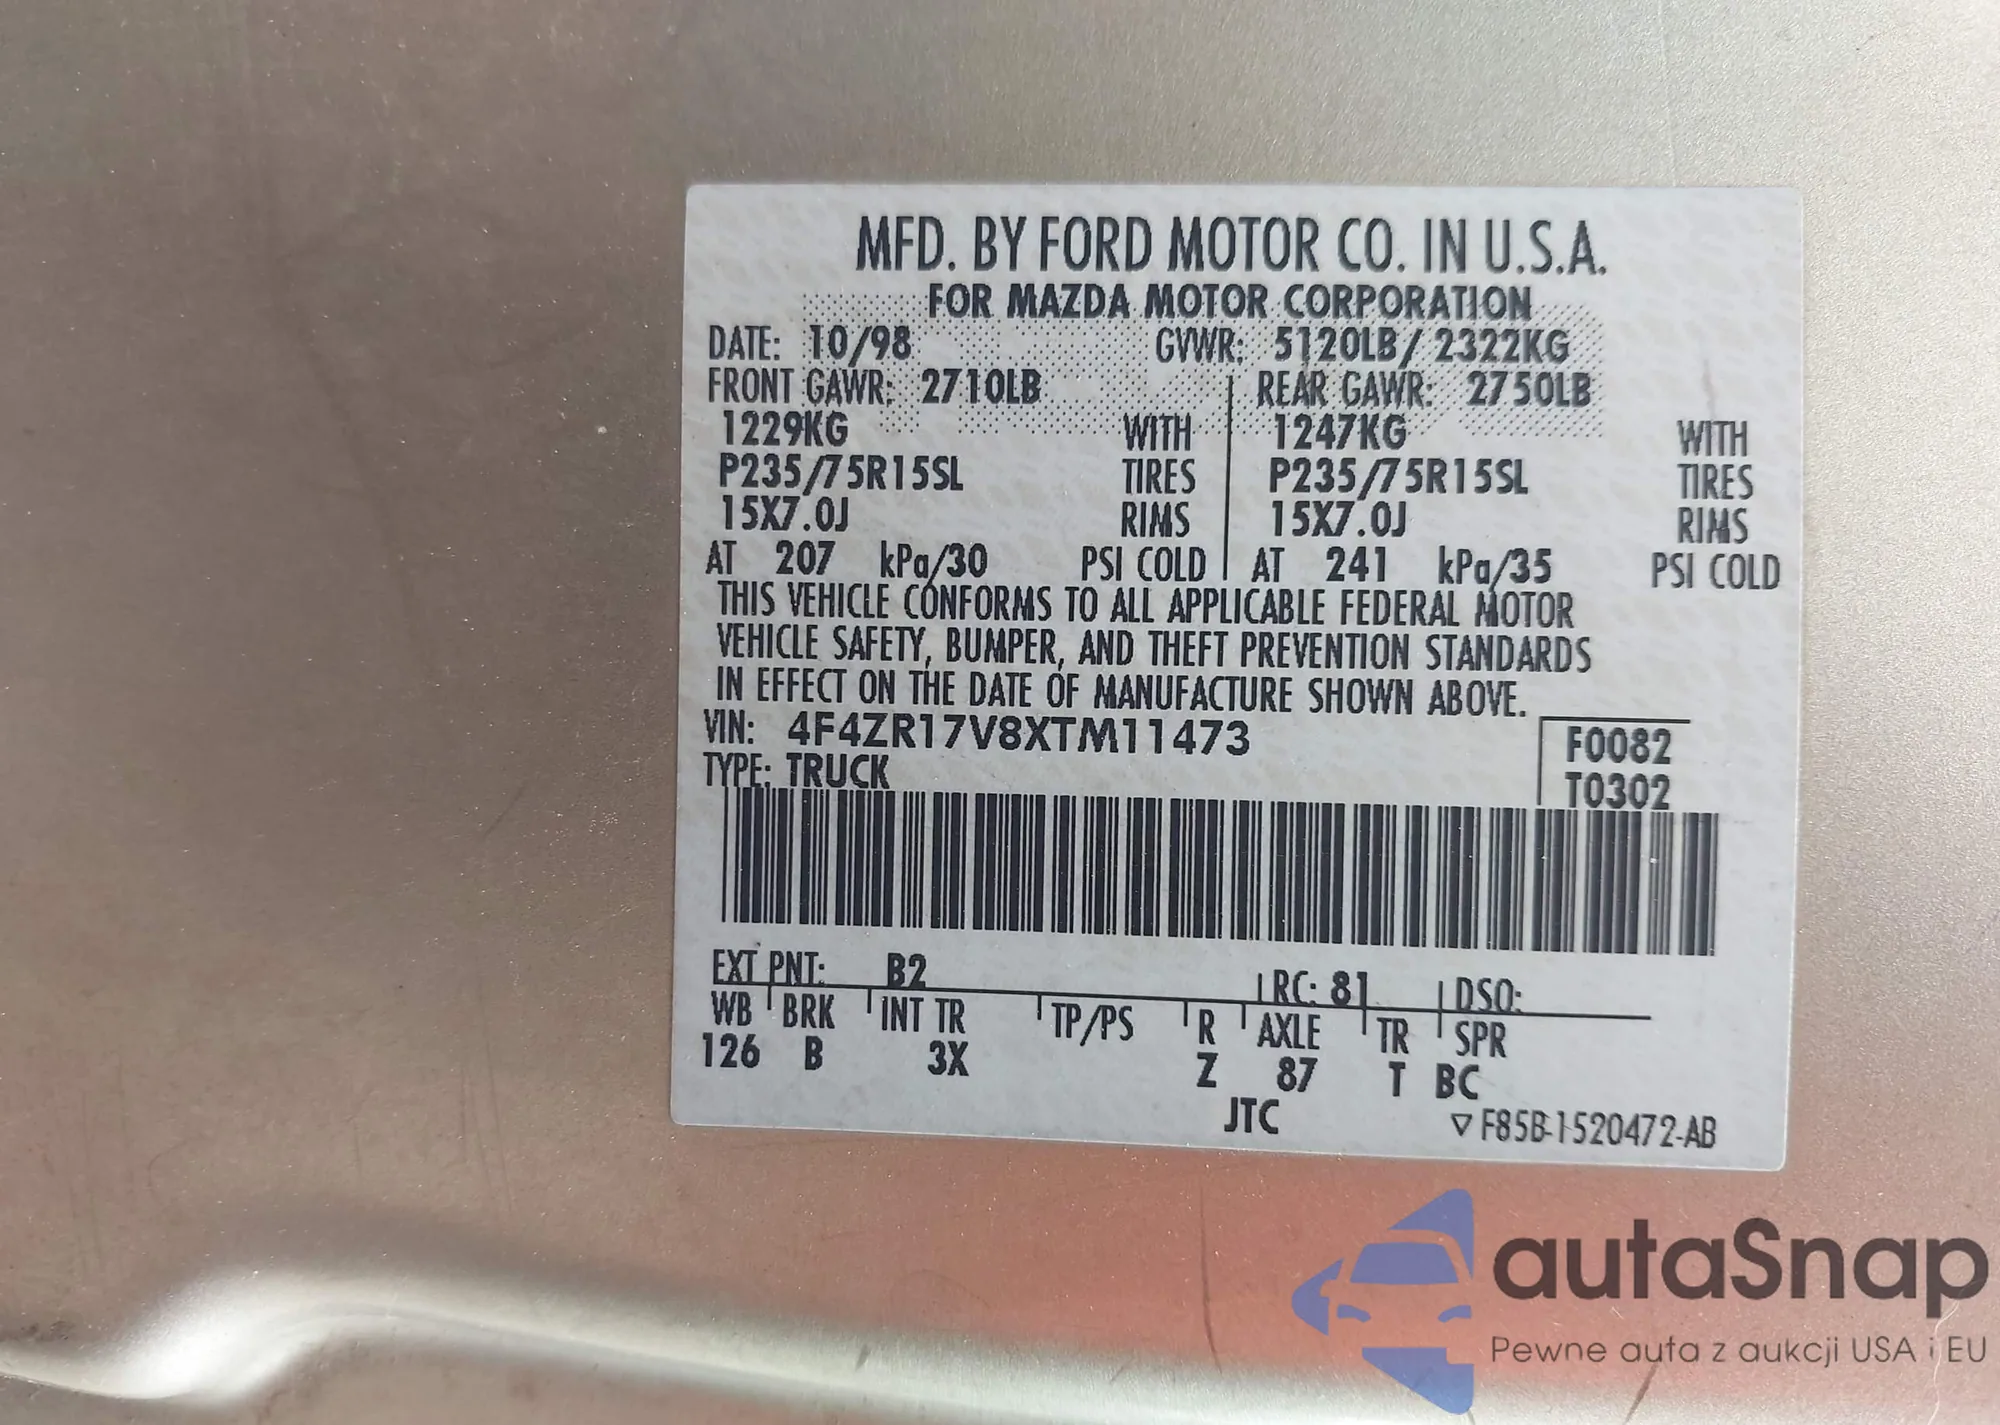 MFD. BY FORD MOTOR CO. IN U.S.A.
FOR MAZDA MOTOR CORPORATION
DATE: 10/98 GVWR: 5120LB/ 2322KG
FRONT GAWR: 2710LB REAR GAWR: 2750LB
1229KG WITH 1247KG WITH
P235/75R15SL TIRES P235/75R15SL TIRES
15X7.0J RIMS 15X7.0J RIMS
AT 207 kPa/30 PSI COLD AT 241 kPa/35 PSI COLD
THIS VEHICLE CONFORMS TO ALL APPLICABLE FEDERAL MOTOR
VEHICLE SAFETY, BUMPER, AND THEFT PREVENTION STANDARDS
IN EFFECT ON THE DATE OF MANUFACTURE SHOWN ABOVE.
VIN: 4F4ZR17V8XTM11473 F0082
TYPE: TRUCK T0302
EXT PNT: B2 RC: 81 DSO:
WB BRK INT TR TP/PS R AXLE TR SPR
126 B 3X Z 87 T BC
JTC ▽ F85B-1520472-AB
autaSnap
Pewne auta z aukcji USA i EU